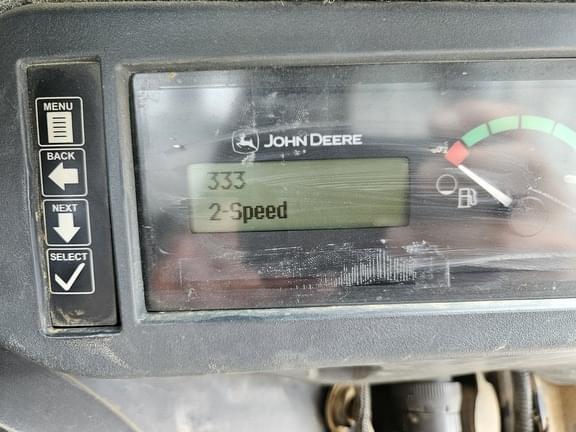 MENU
BACK
NEXT
SELECT
JOHN DEERE
333
2-Speed